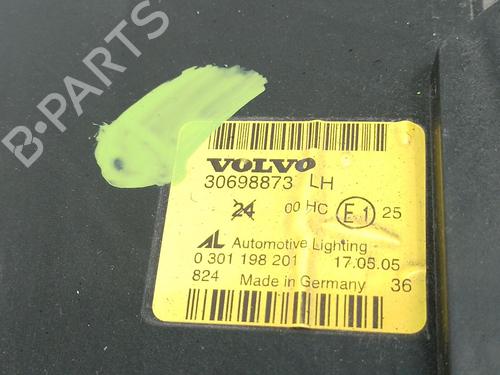 B-PARTS
VOLVO
30698873 LH
24 00 HC E1 25
AL Automotive Lighting
0 301 198 201 17.05.05
824 Made in Germany 36